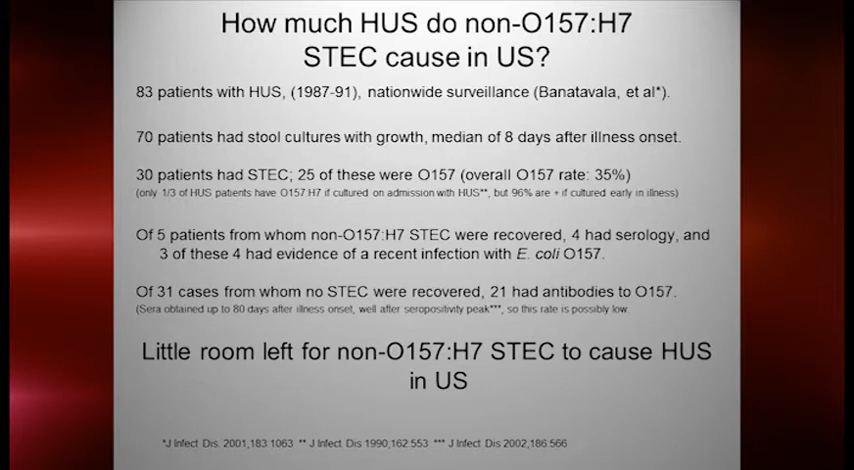 How much HUS do non-O157:H7
STEC cause in US?
83 patients with HUS, (1987-91), nationwide surveillance (Banatavala, et al*).
70 patients had stool cultures with growth, median of 8 days after illness onset.
30 patients had STEC; 25 of these were O157 (overall O157 rate: 35%)
(only 1/3 of HUS patients have O157:H7 if cultured on admission with HUS**, but 96% are + if cultured early in illness)
Of 5 patients from whom non-O157:H7 STEC were recovered, 4 had serology, and
3 of these 4 had evidence of a recent infection with E. coli O157.
Of 31 cases from whom no STEC were recovered, 21 had antibodies to O157.
(Sera obtained up to 80 days after illness onset, well after seropositivity peak***, so this rate is possibly low.
Little room left for non-O157:H7 STEC to cause HUS
in US
*J Infect Dis. 2001;183:1063 ** J Infect Dis 1990;162:553 *** J Infect Dis 2002;186:566